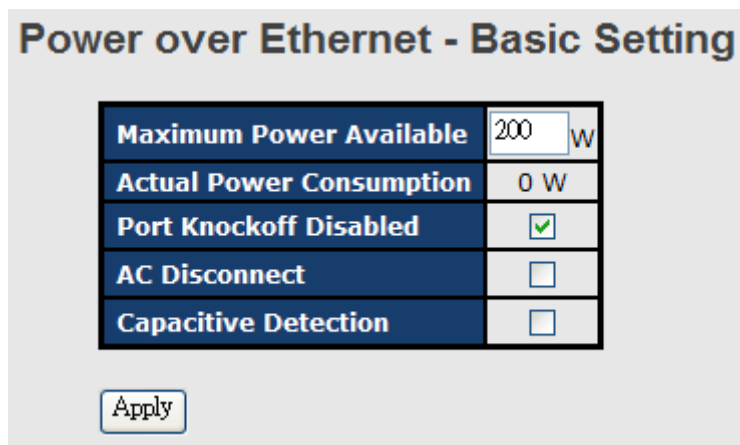 Power over Ethernet - Basic Setting
Maximum Power Available 200 W
Actual Power Consumption 0 W
Port Knockoff Disabled
AC Disconnect
Capacitive Detection
Apply